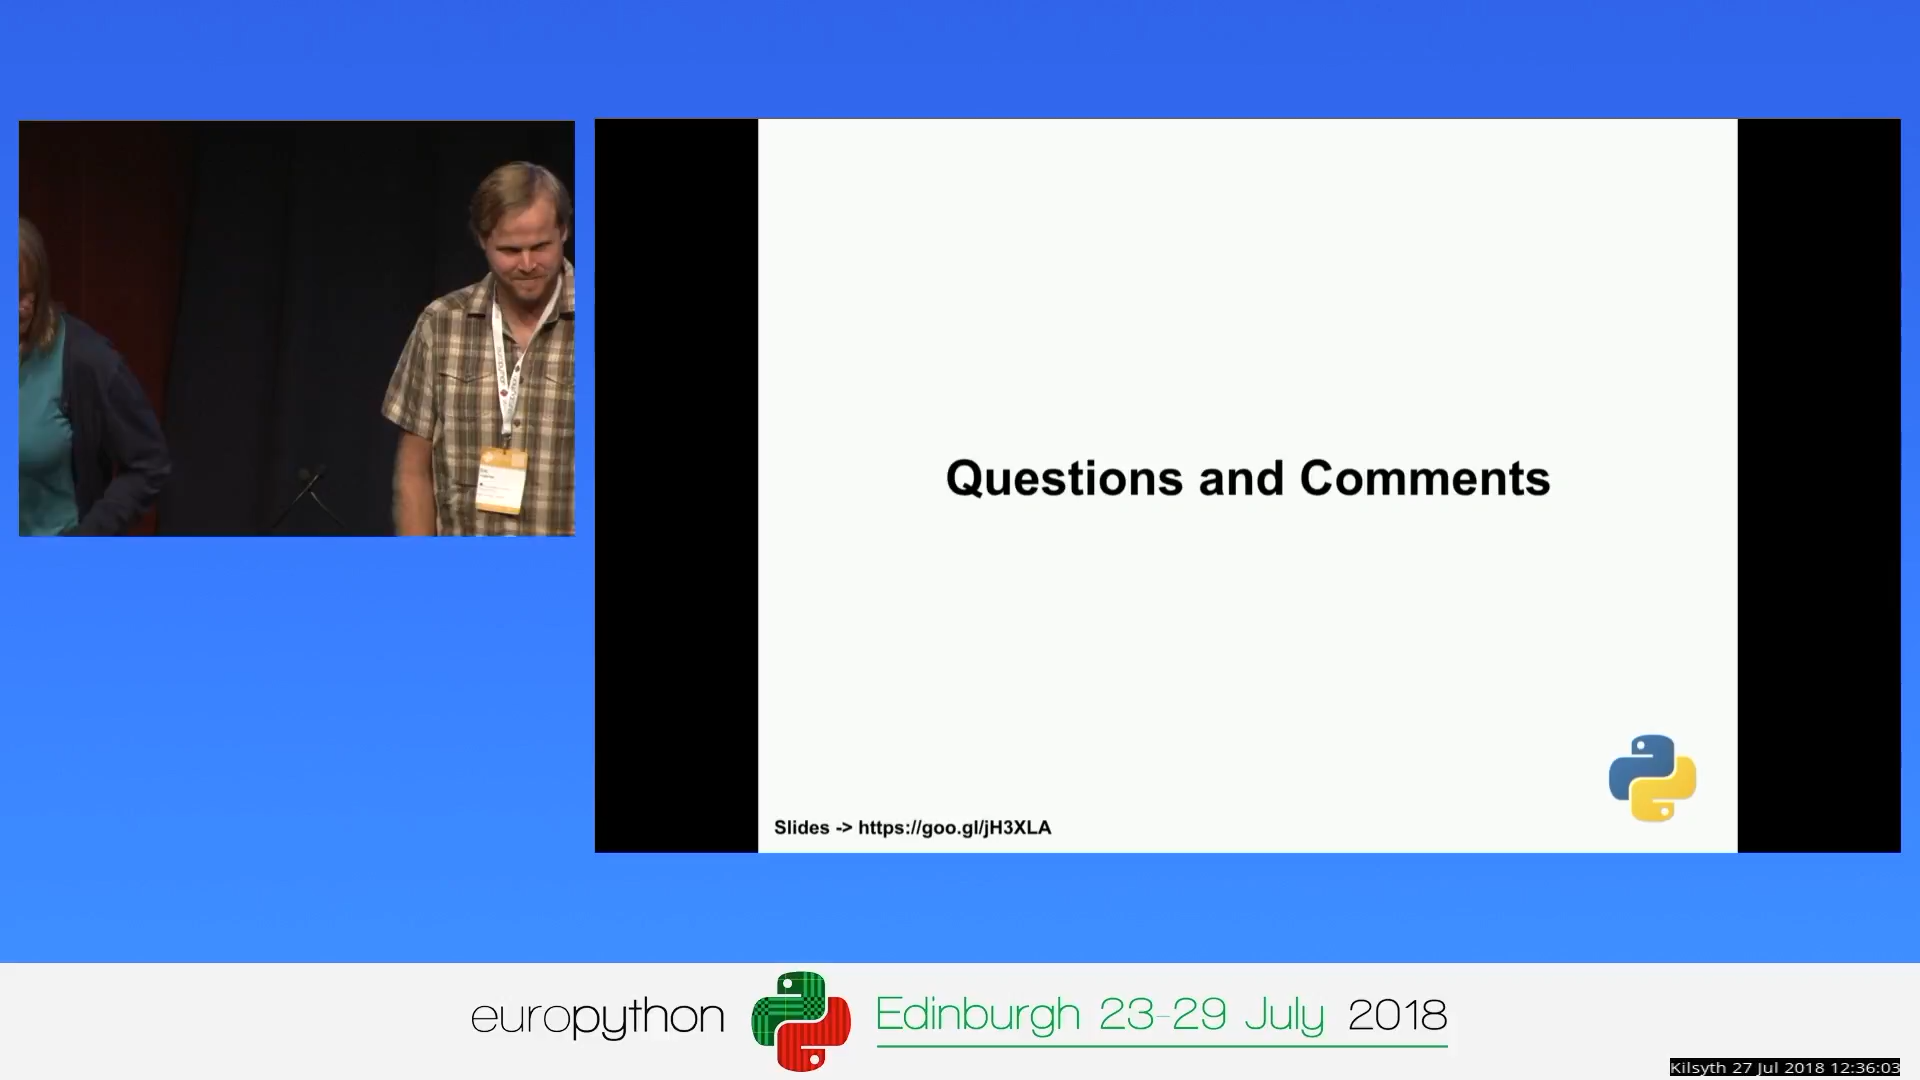 Questions and Comments
Slides -> https://goo.gl/jH3XLA
europython
Edinburgh 23-29 July 2018
Kilsyth 27 Jul 2018 12:36:03